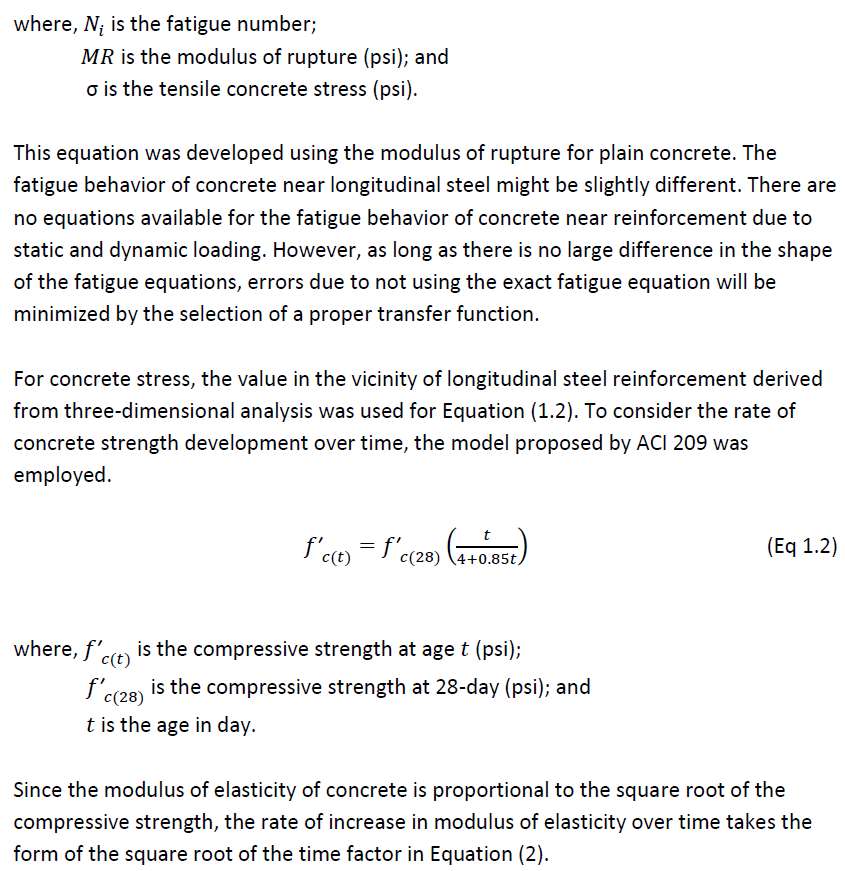 where, Nᵢ is the fatigue number;
MR is the modulus of rupture (psi); and
σ is the tensile concrete stress (psi).
This equation was developed using the modulus of rupture for plain concrete. The
fatigue behavior of concrete near longitudinal steel might be slightly different. There are
no equations available for the fatigue behavior of concrete near reinforcement due to
static and dynamic loading. However, as long as there is no large difference in the shape
of the fatigue equations, errors due to not using the exact fatigue equation will be
minimized by the selection of a proper transfer function.
For concrete stress, the value in the vicinity of longitudinal steel reinforcement derived
from three-dimensional analysis was used for Equation (1.2). To consider the rate of
concrete strength development over time, the model proposed by ACI 209 was
employed.
f′c(t) = f′c(28) (t/(4+0.85t)) (Eq 1.2)
where, f′c(t) is the compressive strength at age t (psi);
f′c(28) is the compressive strength at 28-day (psi); and
t is the age in day.
Since the modulus of elasticity of concrete is proportional to the square root of the
compressive strength, the rate of increase in modulus of elasticity over time takes the
form of the square root of the time factor in Equation (2).